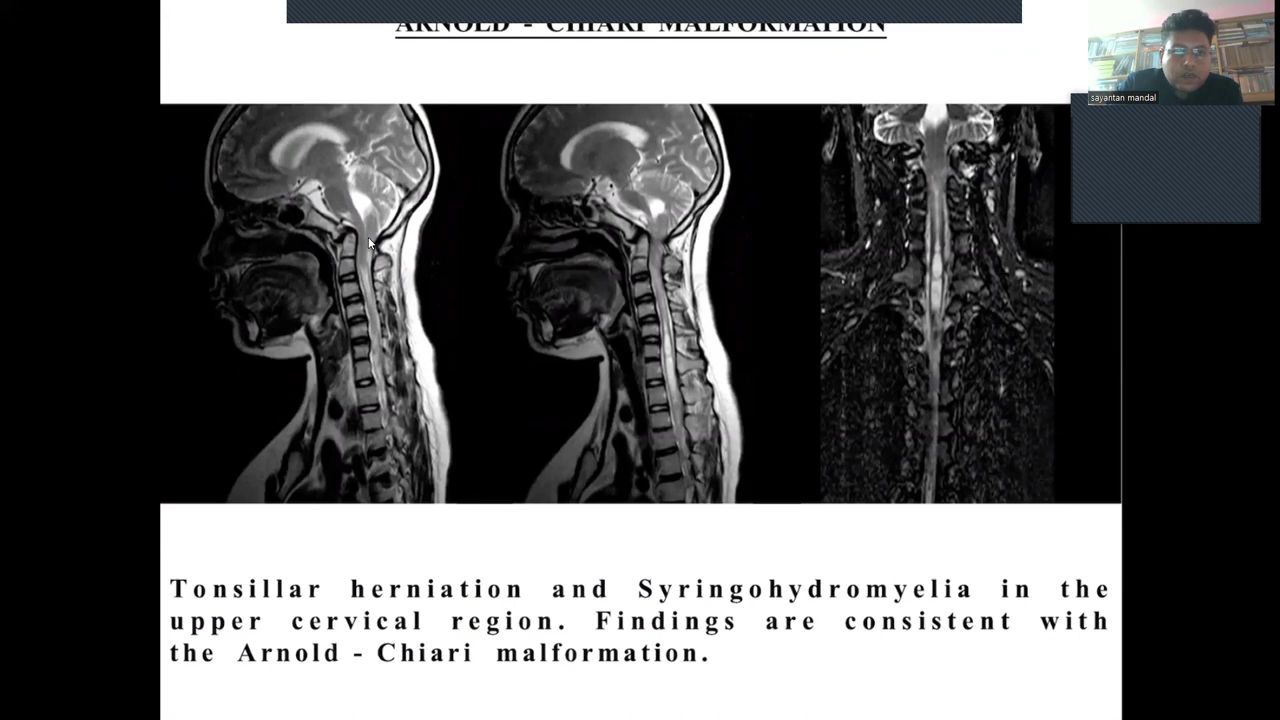 ARNOLD - CHIARI MALFORMATION
sayantan mandal
Tonsillar herniation and Syringohydromyelia in the
upper cervical region. Findings are consistent with
the Arnold - Chiari malformation.